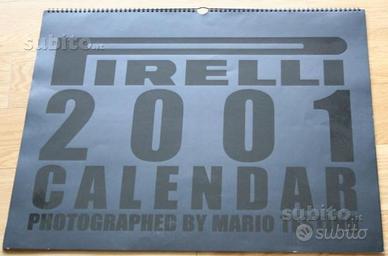 subito.it
PIRELLI
2001
CALENDAR
PHOTOGRAPHED BY MARIO
subito.it
subito